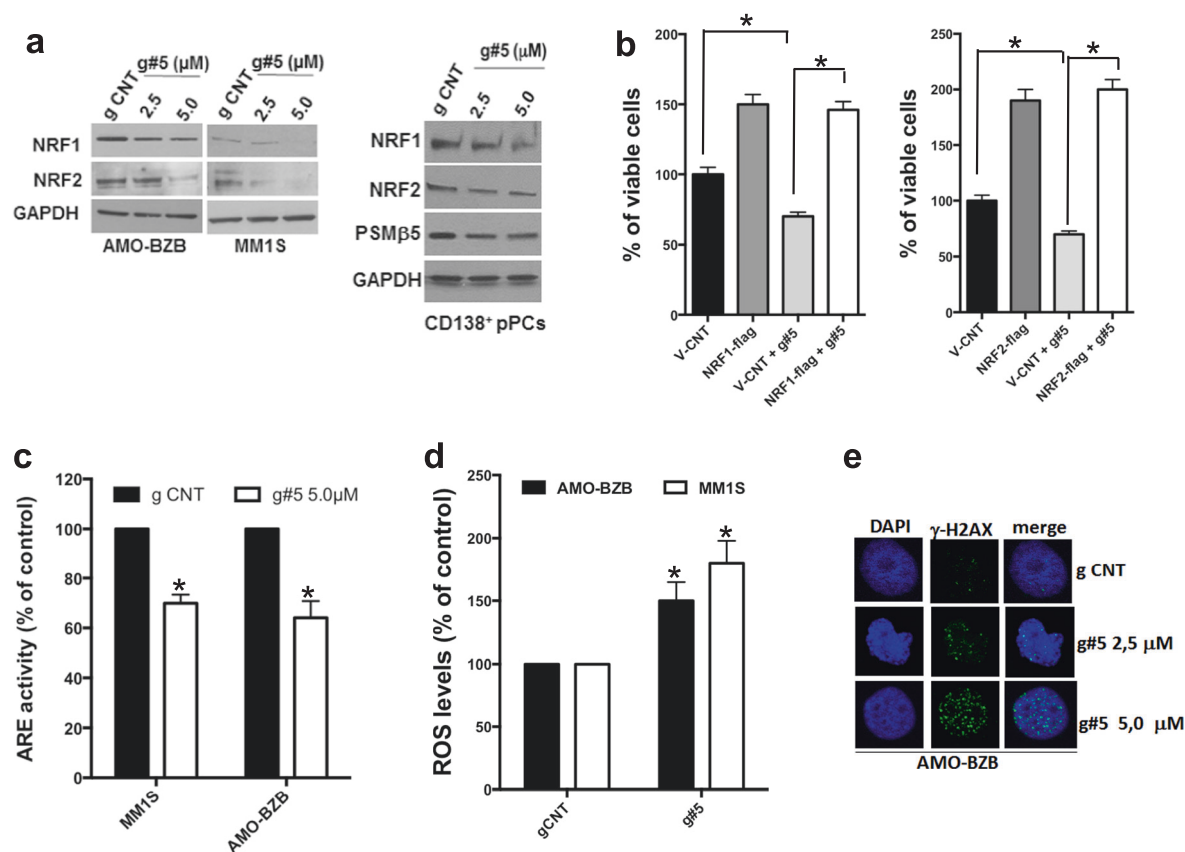 a
g CNT
g#5 (µM)
2.5
5.0
g CNT
g#5 (µM)
2.5
5.0
NRF1
NRF2
GAPDH
AMO-BZB
MM1S
g CNT
g#5 (µM)
2.5
5.0
NRF1
NRF2
PSMβ5
GAPDH
CD138⁺ pPCs
b
% of viable cells
200
150
100
50
0
*
*
V-CNT
NRF1-flag
V-CNT + g#5
NRF1-flag + g#5
% of viable cells
250
200
150
100
50
0
*
*
V-CNT
NRF2-flag
V-CNT + g#5
NRF2-flag + g#5
c
ARE activity (% of control)
120
100
80
60
40
20
0
g CNT
g#5 5.0µM
*
*
MM1S
AMO-BZB
d
ROS levels (% of control)
250
200
150
100
50
0
AMO-BZB
MM1S
*
*
gCNT
g#5
e
DAPI γ-H2AX merge
g CNT
g#5 2,5 µM
g#5 5,0 µM
AMO-BZB